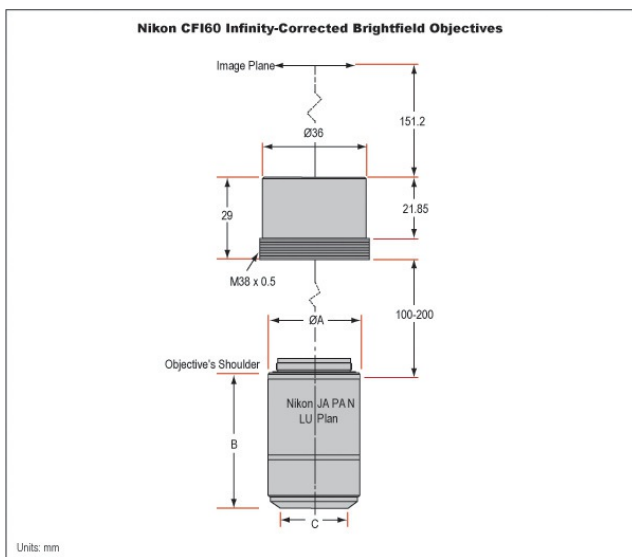 Nikon CFI60 Infinity-Corrected Brightfield Objectives
Image Plane
151.2
Ø36
29
21.85
M38 x 0.5
100-200
ØA
Objective's Shoulder
Nikon JAPAN
LU Plan
B
C
Units: mm